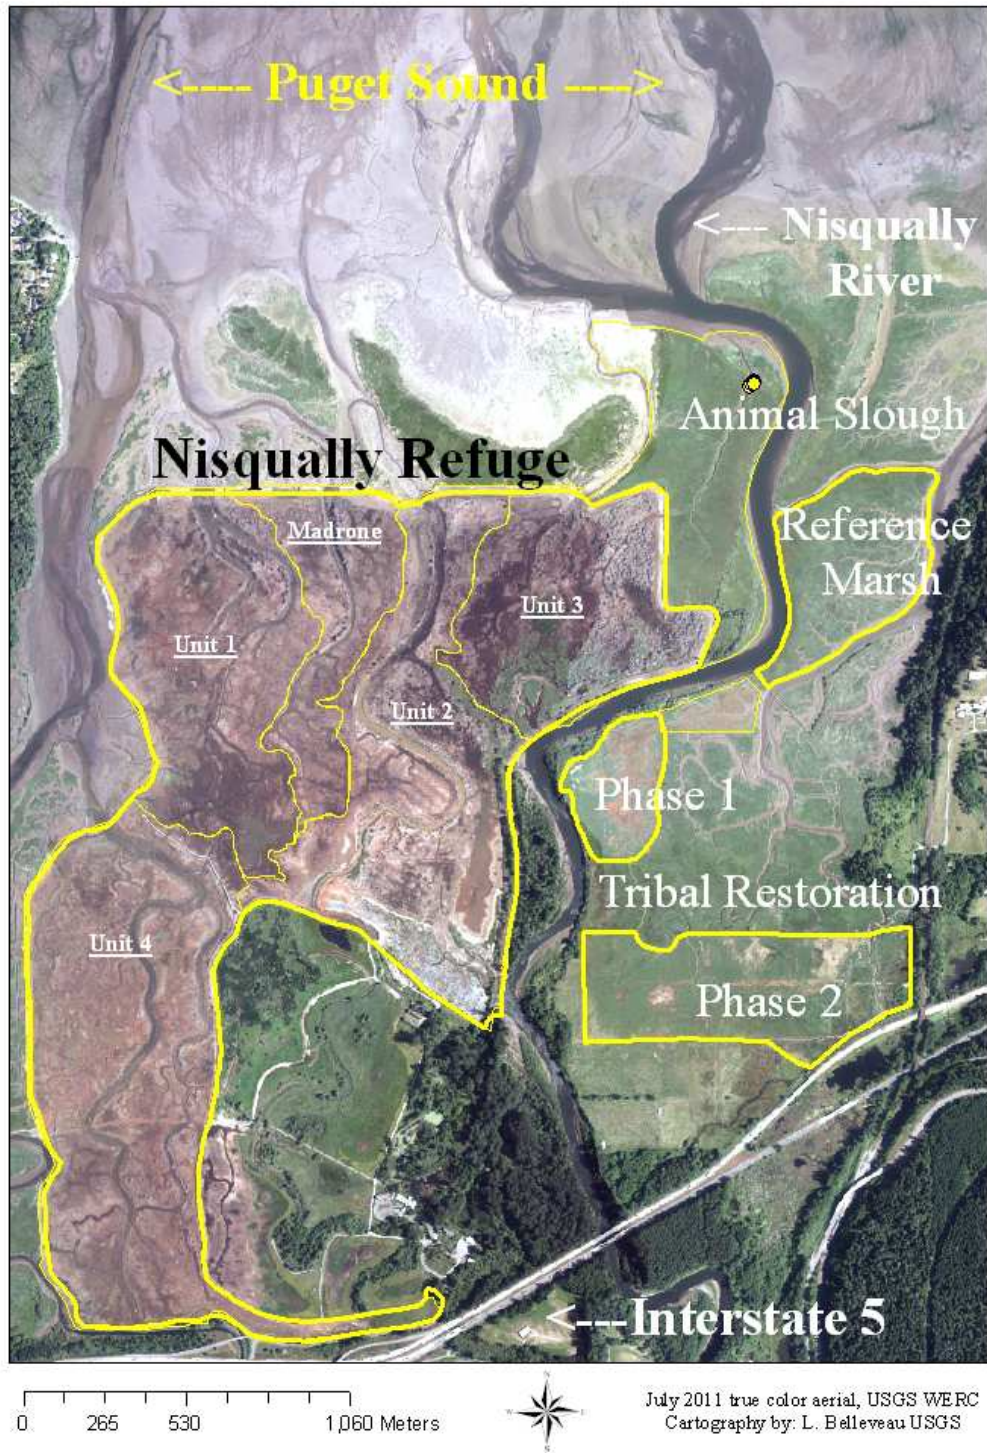 <---- Puget Sound ---->
<--- Nisqually
River
Animal Slough
Nisqually Refuge
Madrone
Reference
Marsh
Unit 3
Unit 1
Unit 2
Phase 1
Tribal Restoration
Unit 4
Phase 2
<---Interstate 5
0 265 530 1,060 Meters
July 2011 true color aerial, USGS WERC
Cartography by: L. Belleveau USGS